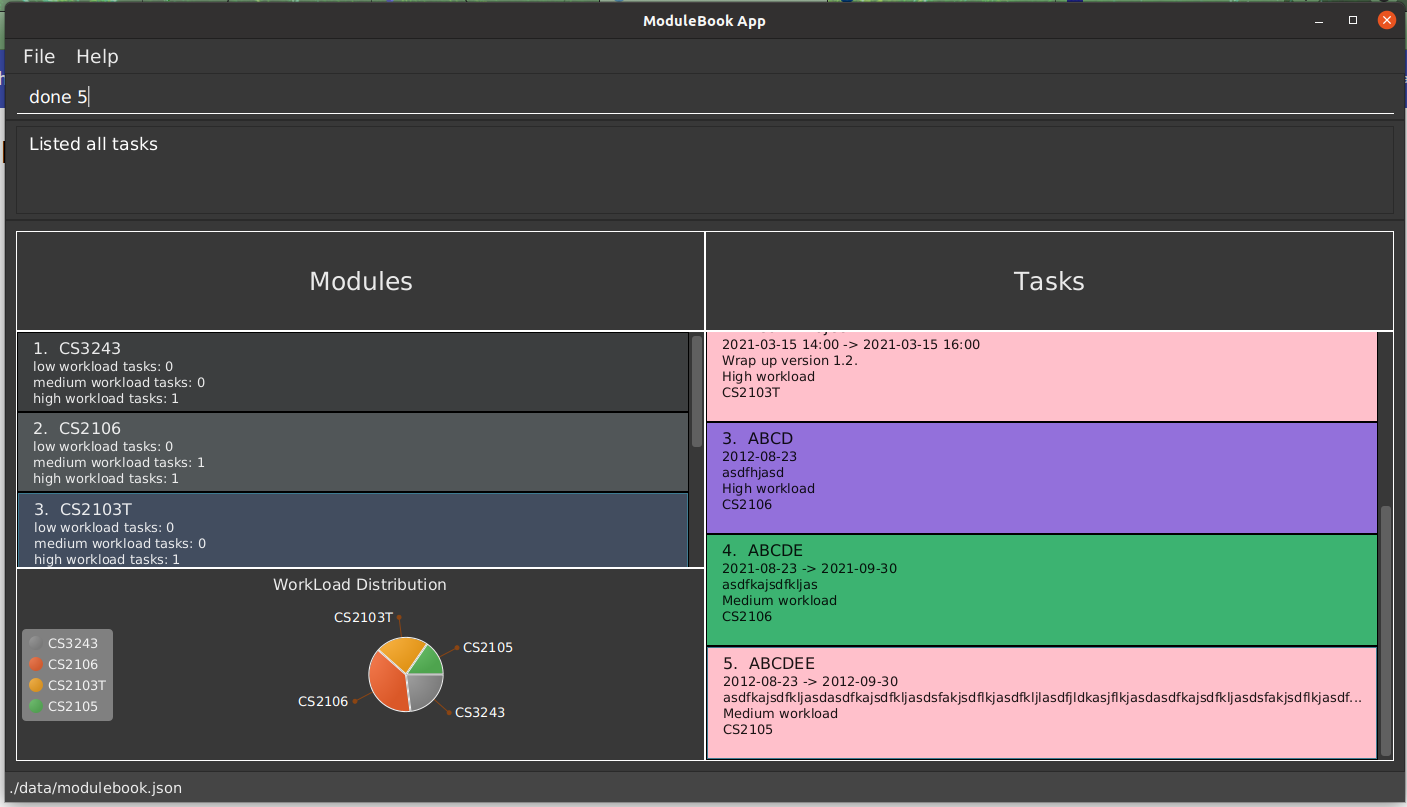 ModuleBook App
File Help
done 5
Listed all tasks
Modules
1. CS3243
low workload tasks: 0
medium workload tasks: 0
high workload tasks: 1
2. CS2106
low workload tasks: 0
medium workload tasks: 1
high workload tasks: 1
3. CS2103T
low workload tasks: 0
medium workload tasks: 0
high workload tasks: 1
WorkLoad Distribution
CS3243
CS2106
CS2103T
CS2105
CS2103T
CS2105
CS2106
CS3243
Tasks
2021-03-15 14:00 -> 2021-03-15 16:00
Wrap up version 1.2.
High workload
CS2103T
3. ABCD
2012-08-23
asdfhjasd
High workload
CS2106
4. ABCDE
2021-08-23 -> 2021-09-30
asdfkajsdfkljas
Medium workload
CS2106
5. ABCDEE
2012-08-23 -> 2012-09-30
asdfkajsdfkljasdasdfkajsdfkljasdsfakjsdflkjasdfkljlasdfjldkasjflkjasdasdfkajsdfkljasdsfakjsdflkjasdf...
Medium workload
CS2105
./data/modulebook.json